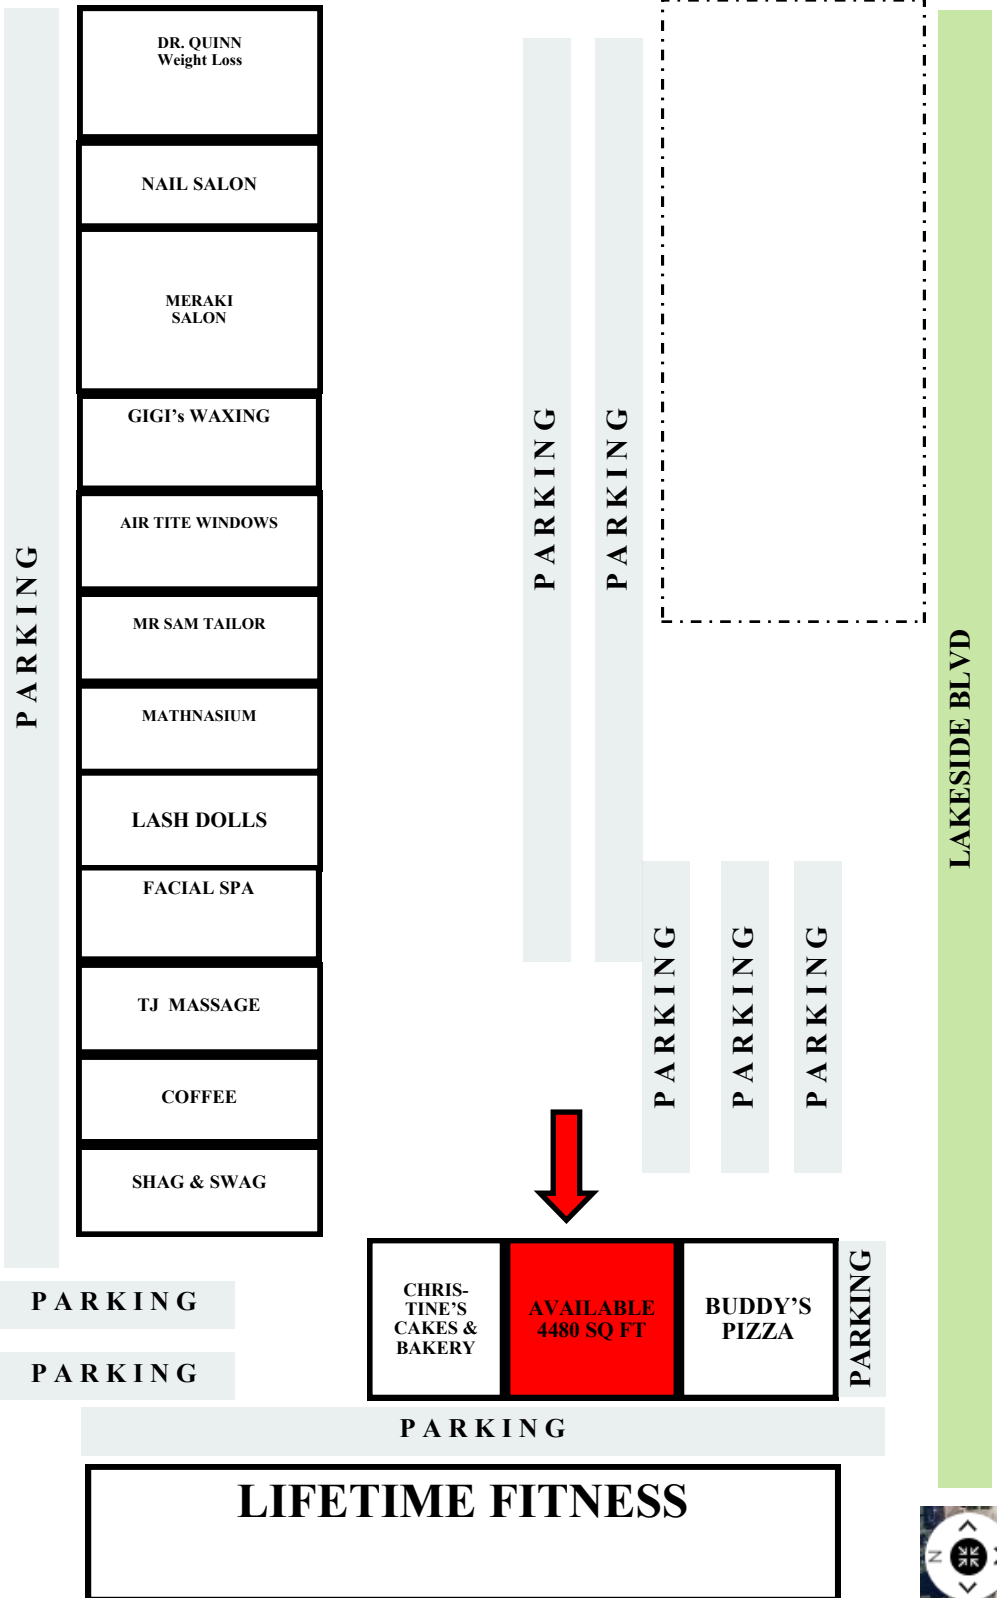 DR. QUINN
Weight Loss
NAIL SALON
MERAKI
SALON
GIGI's WAXING
AIR TITE WINDOWS
MR SAM TAILOR
MATHNASIUM
LASH DOLLS
FACIAL SPA
TJ MASSAGE
COFFEE
SHAG & SWAG
PARKING
PARKING
PARKING
PARKING
PARKING
PARKING
LAKESIDE BLVD
CHRIS-
TINE'S
CAKES &
BAKERY
AVAILABLE
4480 SQ FT
BUDDY'S
PIZZA
PARKING
PARKING
PARKING
PARKING
LIFETIME FITNESS
N